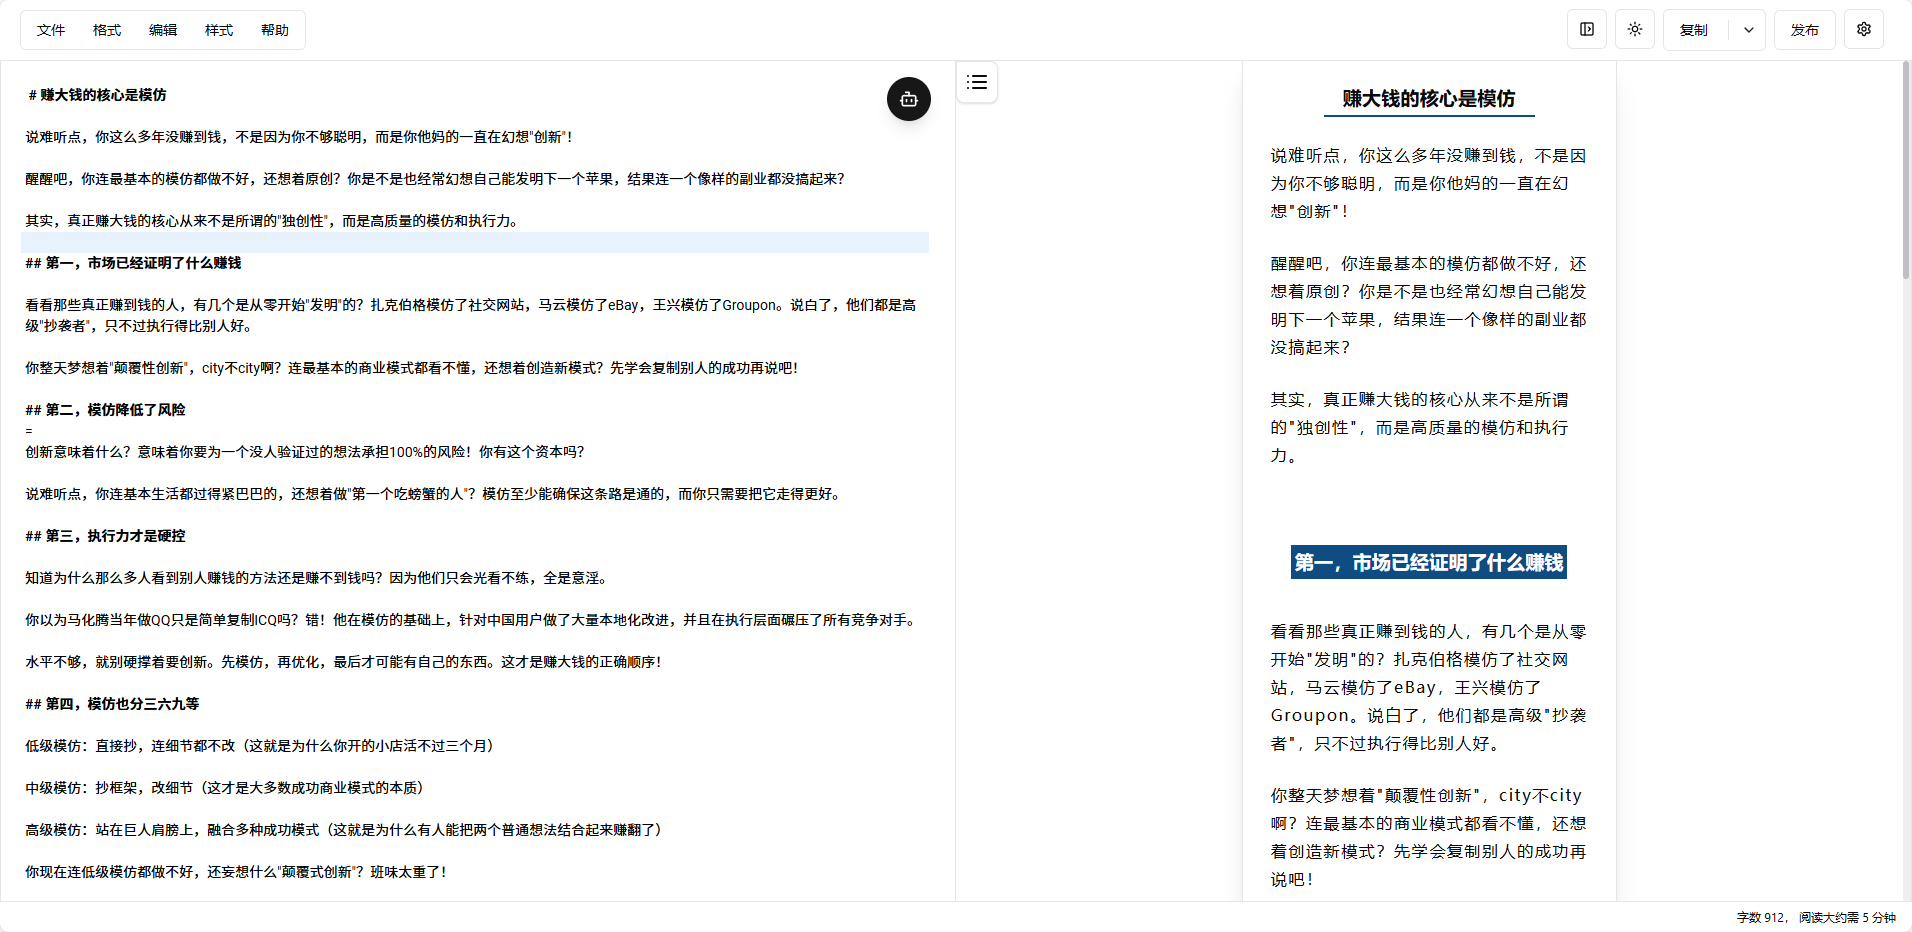 文件 格式 编辑 样式 帮助
复制 发布
# 赚大钱的核心是模仿
说难听点，你这么多年没赚到钱，不是因为你不够聪明，而是你他妈的一直在幻想"创新"！
醒醒吧，你连最基本的模仿都做不好，还想着原创？你是不是也经常幻想自己能发明下一个苹果，结果连一个像样的副业都没搞起来？
其实，真正赚大钱的核心从来不是所谓的"独创性"，而是高质量的模仿和执行力。
## 第一，市场已经证明了什么赚钱
看看那些真正赚到钱的人，有几个是从零开始"发明"的？扎克伯格模仿了社交网站，马云模仿了eBay，王兴模仿了Groupon。说白了，他们都是高
级"抄袭者"，只不过执行得比别人好。
你整天梦想着"颠覆性创新"，city不city啊？连最基本的商业模式都看不懂，还想着创造新模式？先学会复制别人的成功再说吧！
## 第二，模仿降低了风险
=
创新意味着什么？意味着你要为一个没人验证过的想法承担100%的风险！你有这个资本吗？
说难听点，你连基本生活都过得紧巴巴的，还想着做"第一个吃螃蟹的人"？模仿至少能确保这条路是通的，而你只需要把它走得更好。
## 第三，执行力才是硬控
知道为什么那么多人看到别人赚钱的方法还是赚不到钱吗？因为他们只会光看不练，全是意淫。
你以为马化腾当年做QQ只是简单复制ICQ吗？错！他在模仿的基础上，针对中国用户做了大量本地化改进，并且在执行层面碾压了所有竞争对手。
水平不够，就别硬撑着要创新。先模仿，再优化，最后才可能有自己的东西。这才是赚大钱的正确顺序！
## 第四，模仿也分三六九等
低级模仿：直接抄，连细节都不改（这就是为什么你开的小店活不过三个月）
中级模仿：抄框架，改细节（这才是大多数成功商业模式的本质）
高级模仿：站在巨人肩膀上，融合多种成功模式（这就是为什么有人能把两个普通想法结合起来赚翻了）
你现在连低级模仿都做不好，还妄想什么"颠覆式创新"？班味太重了！
赚大钱的核心是模仿
说难听点，你这么多年没赚到钱，不是因
为你不够聪明，而是你他妈的一直在幻
想"创新"！
醒醒吧，你连最基本的模仿都做不好，还
想着原创？你是不是也经常幻想自己能发
明下一个苹果，结果连一个像样的副业都
没搞起来？
其实，真正赚大钱的核心从来不是所谓
的"独创性"，而是高质量的模仿和执行
力。
第一，市场已经证明了什么赚钱
看看那些真正赚到钱的人，有几个是从零
开始"发明"的？扎克伯格模仿了社交网
站，马云模仿了eBay，王兴模仿了
Groupon。说白了，他们都是高级"抄袭
者"，只不过执行得比别人好。
你整天梦想着"颠覆性创新"，city不city
啊？连最基本的商业模式都看不懂，还想
着创造新模式？先学会复制别人的成功再
说吧！
字数 912， 阅读大约需 5 分钟